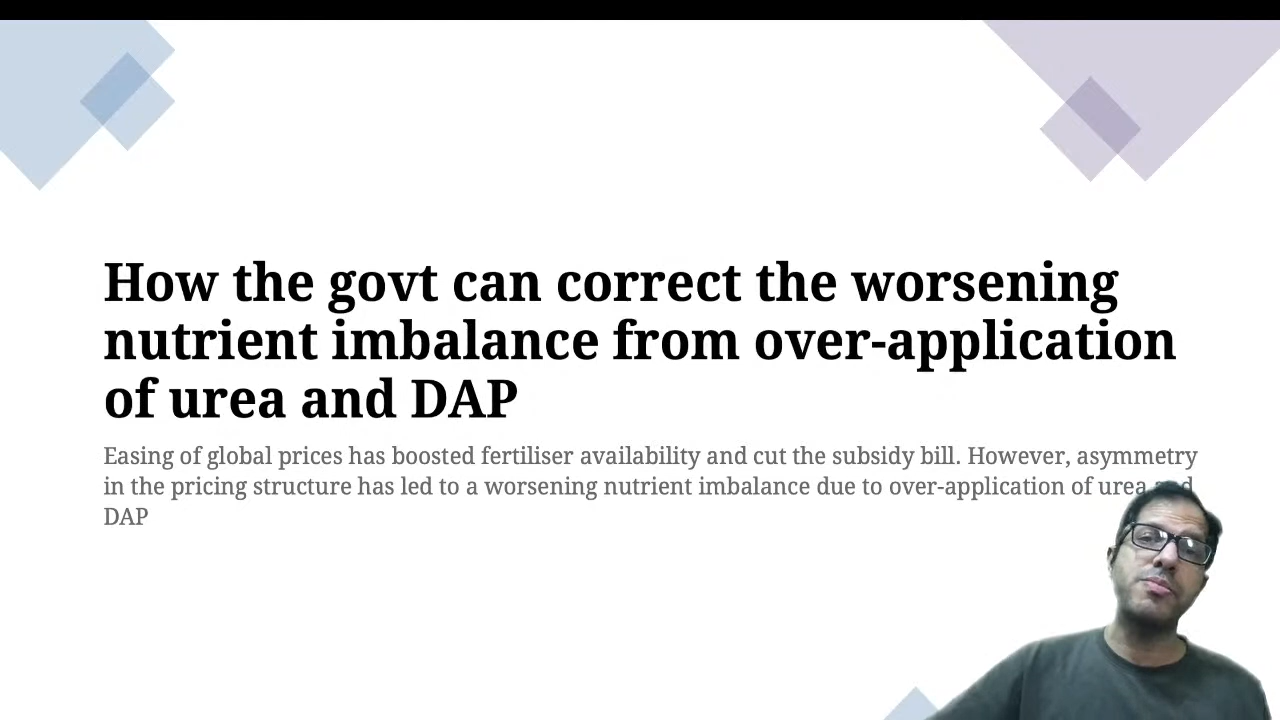 How the govt can correct the worsening
nutrient imbalance from over-application
of urea and DAP
Easing of global prices has boosted fertiliser availability and cut the subsidy bill. However, asymmetry
in the pricing structure has led to a worsening nutrient imbalance due to over-application of urea and
DAP